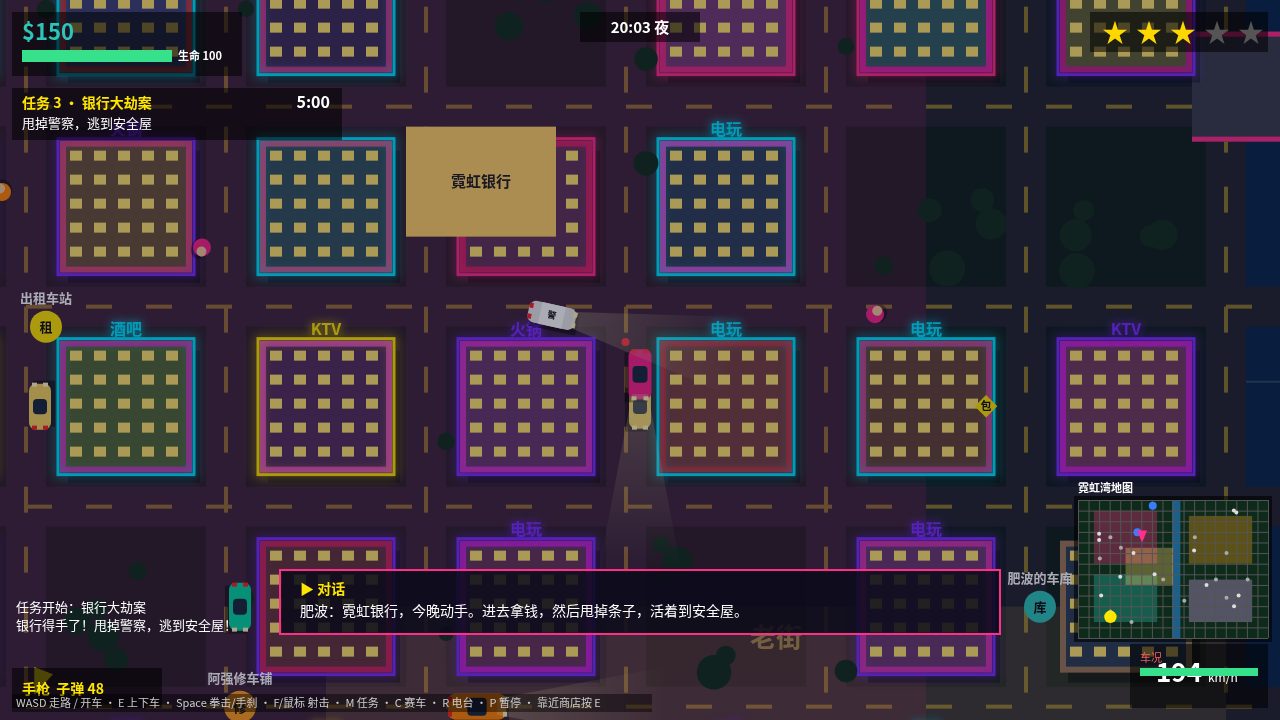 $150
生命 100
20:03 夜
任务 3 · 银行大劫案
5:00
甩掉警察，逃到安全屋
电玩
霓虹银行
出租车站
租
酒吧
KTV
火锅
电玩
电玩
KTV
警
包
霓虹湾地图
电玩
电玩
▶ 对话
肥波：霓虹银行，今晚动手。进去拿钱，然后甩掉条子，活着到安全屋。
肥波的车库
库
任务开始：银行大劫案
银行得手了！甩掉警察，逃到安全屋！
老街
阿强修车铺
车况
194 km/h
手枪 子弹 48
WASD 走路 / 开车 · E 上下车 · Space 拳击/手刹 · F/鼠标 射击 · M 任务 · C 赛车 · R 电台 · P 暂停 · 靠近商店按 E